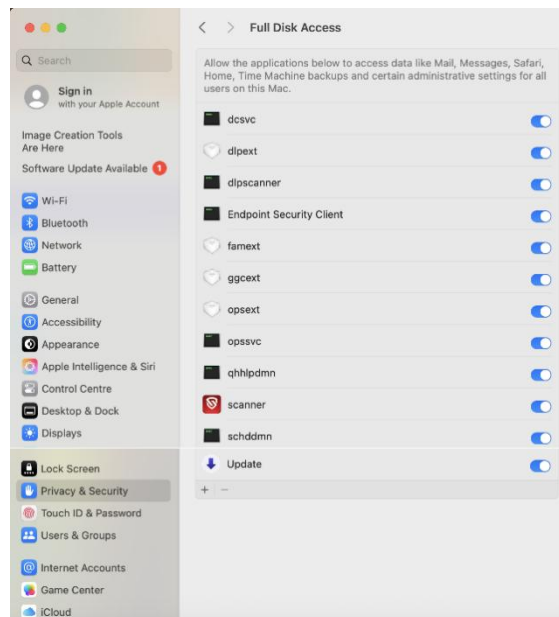 Search
Sign in
with your Apple Account
Image Creation Tools
Are Here
Software Update Available 1
Wi-Fi
Bluetooth
Network
Battery
General
Accessibility
Appearance
Apple Intelligence & Siri
Control Centre
Desktop & Dock
Displays
Lock Screen
Privacy & Security
Touch ID & Password
Users & Groups
Internet Accounts
Game Center
iCloud
Full Disk Access
Allow the applications below to access data like Mail, Messages, Safari,
Home, Time Machine backups and certain administrative settings for all
users on this Mac.
dcsvc
dlpext
dlpscanner
Endpoint Security Client
famext
ggcext
opsext
opssvc
qhhlpdmn
scanner
schddmn
Update